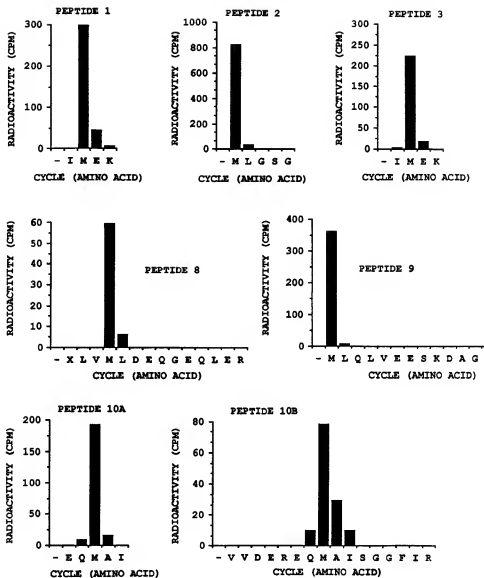 PEPTIDE 1
RADIOACTIVITY (CPM)
300
200
100
0
- I M E K
CYCLE (AMINO ACID)
PEPTIDE 2
RADIOACTIVITY (CPM)
1000
800
600
400
200
0
- M L G S G
CYCLE (AMINO ACID)
PEPTIDE 3
RADIOACTIVITY (CPM)
300
200
100
0
- I M E K
CYCLE (AMINO ACID)
PEPTIDE 8
RADIOACTIVITY (CPM)
60
50
40
30
20
10
0
- X L V M L D E Q G E Q L E R
CYCLE (AMINO ACID)
PEPTIDE 9
RADIOACTIVITY (CPM)
400
300
200
100
0
- M L Q L V E E S K D A G
CYCLE (AMINO ACID)
PEPTIDE 10A
RADIOACTIVITY (CPM)
200
150
100
50
0
- E Q M A I
CYCLE (AMINO ACID)
PEPTIDE 10B
RADIOACTIVITY (CPM)
80
60
40
20
0
- V V D E R E Q M A I S G G F I R
CYCLE (AMINO ACID)